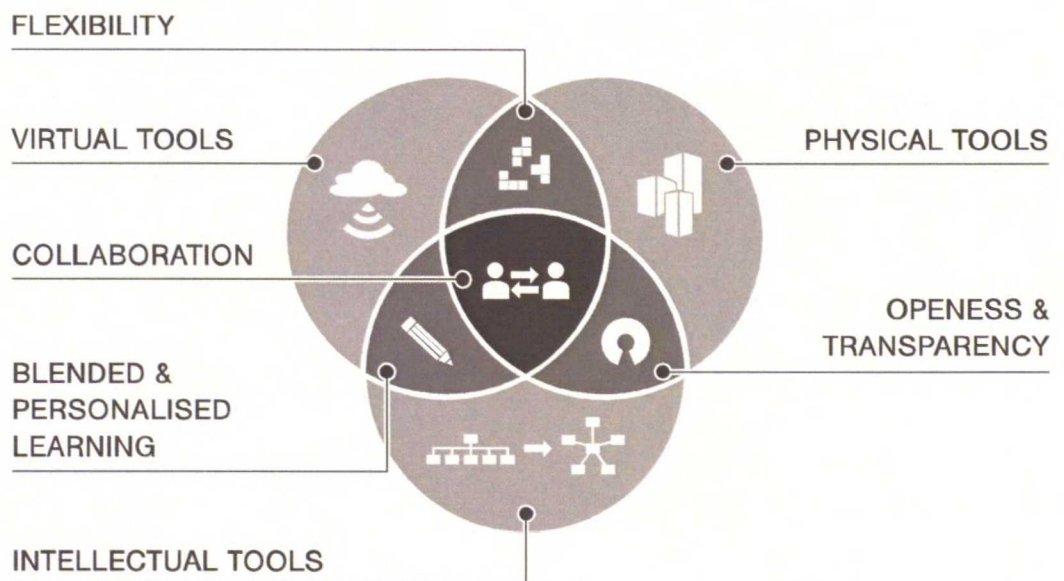 FLEXIBILITY
VIRTUAL TOOLS
PHYSICAL TOOLS
COLLABORATION
OPENESS &
TRANSPARENCY
BLENDED &
PERSONALISED
LEARNING
INTELLECTUAL TOOLS